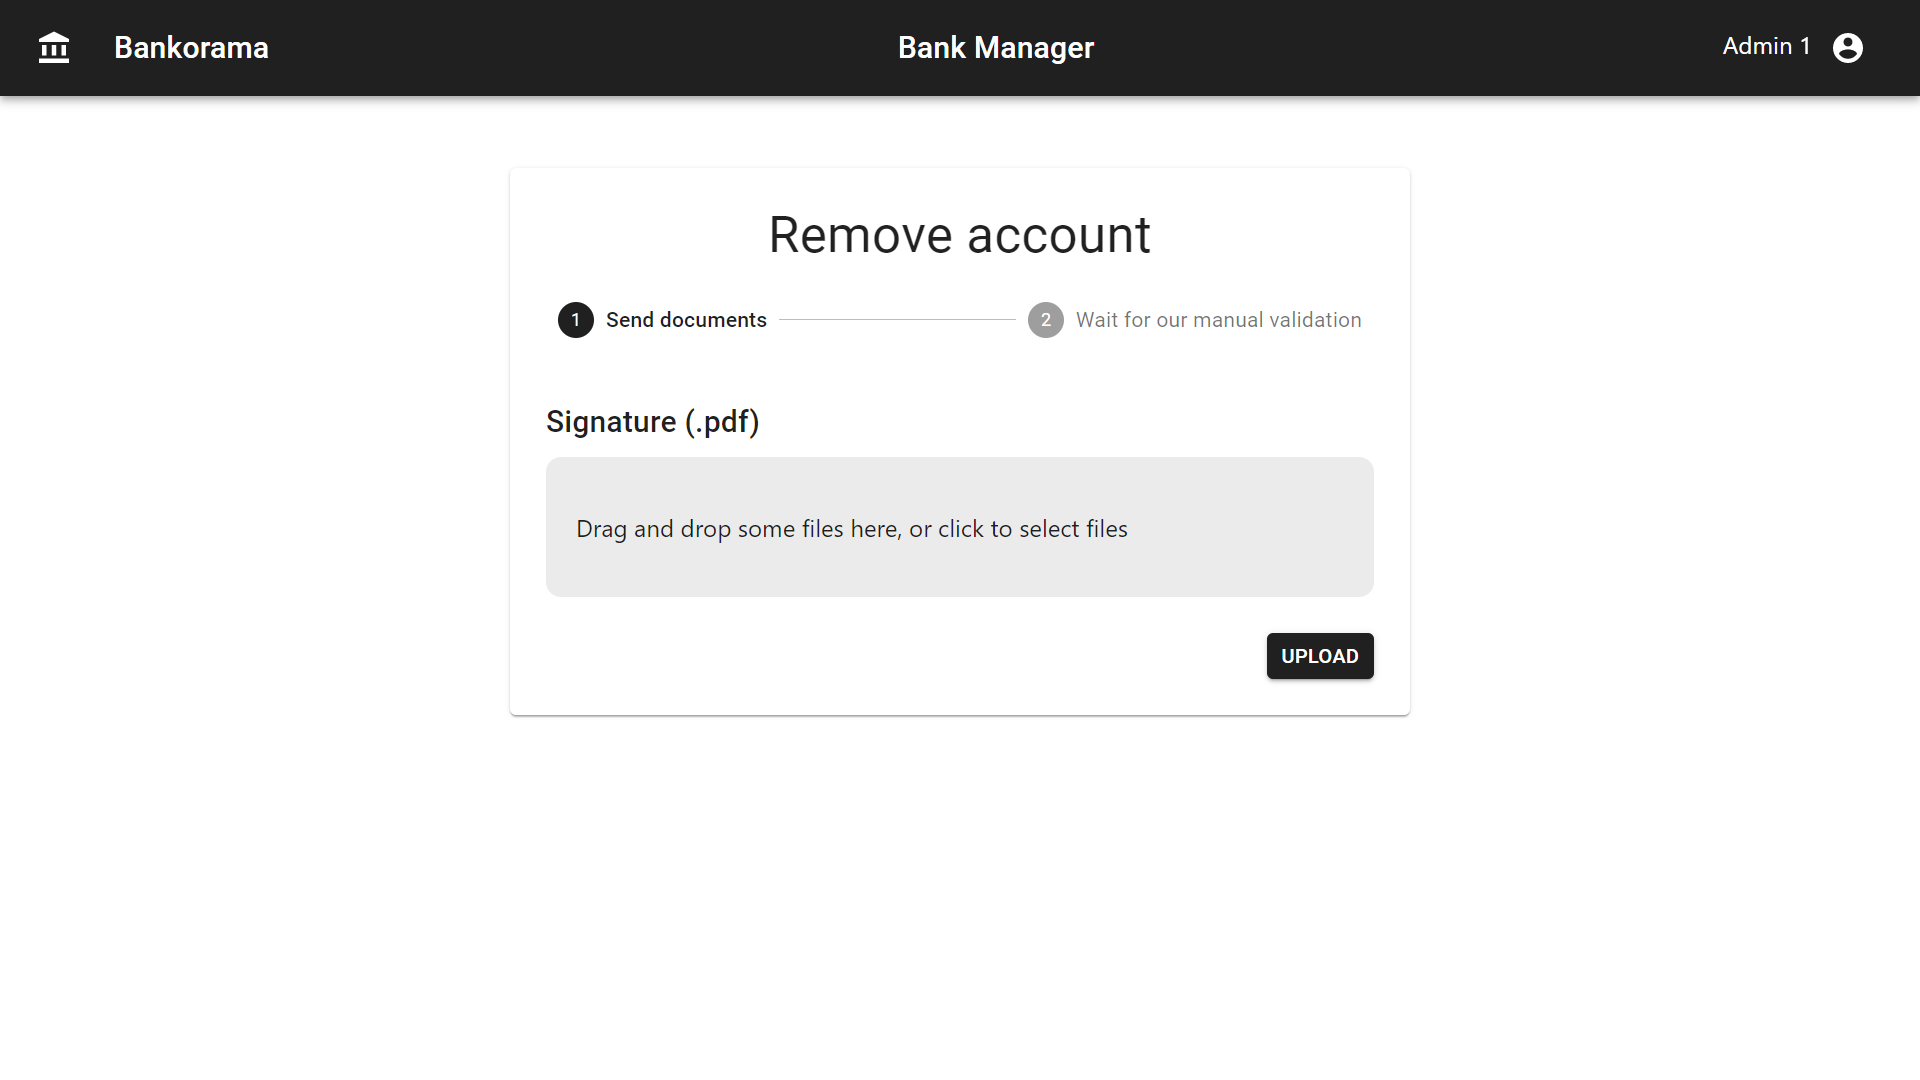 Bankorama
Bank Manager
Admin 1
Remove account
1 Send documents
2 Wait for our manual validation
Signature (.pdf)
Drag and drop some files here, or click to select files
UPLOAD